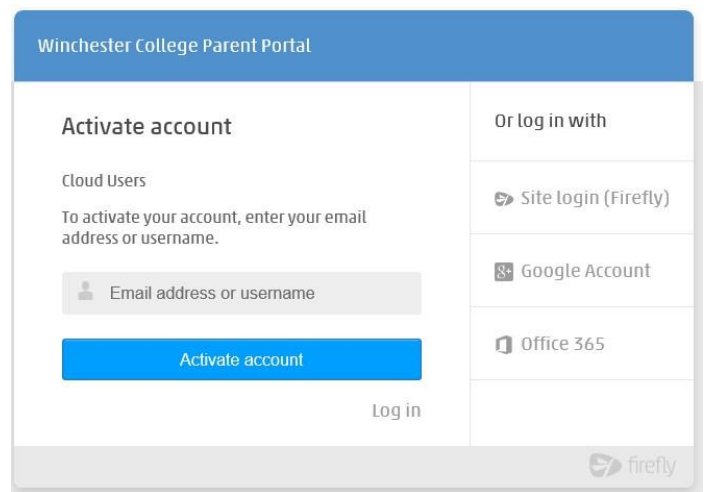 Winchester College Parent Portal
Activate account
Cloud Users
To activate your account, enter your email
address or username.
Email address or username
Activate account
Log in
Or log in with
Site login (Firefly)
Google Account
Office 365
firefly